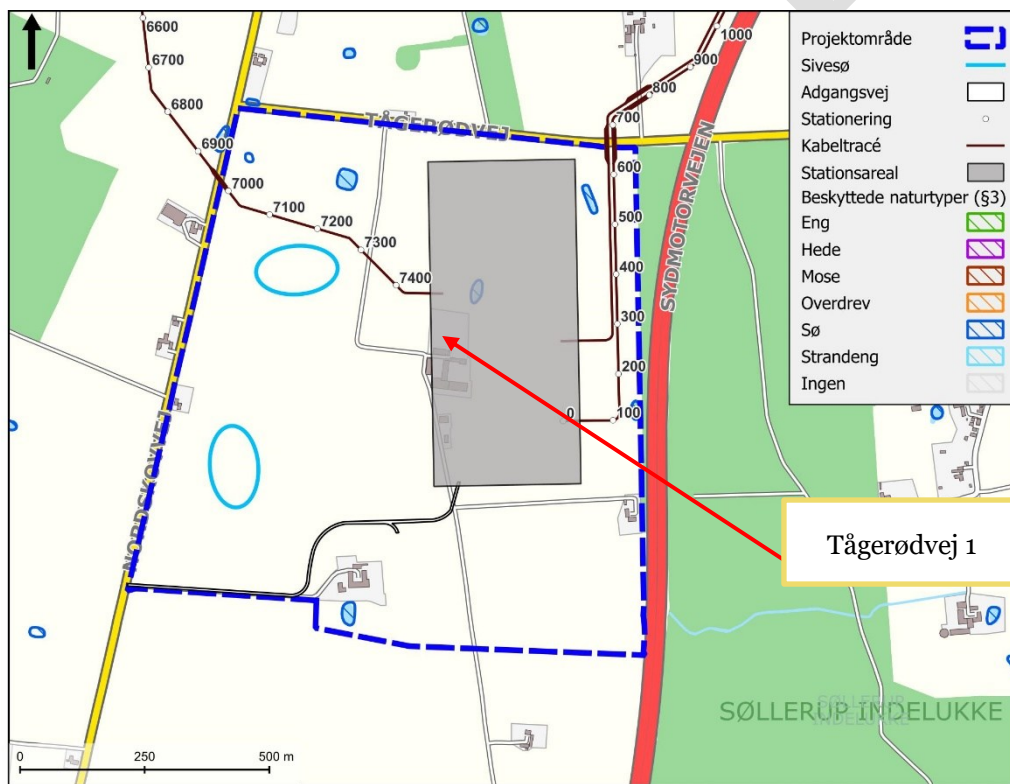 6600
6700
6800
6900
7000
7100
7200
7300
7400
TÅGERØDVEJ
1000
900
800
700
600
500
400
300
200
100
0
SYDMOTORVEJEN
NORDSKOVVEJ
Projektområde
Sivesø
Adgangsvej
Stationering
Kabeltracé
Stationsareal
Beskyttede naturtyper (§3)
Eng
Hede
Mose
Overdrev
Sø
Strandeng
Ingen
Tågerødvej 1
SØLLERUP INDELUKKE
SØLLERUP
INDELUKKE
0 250 500 m